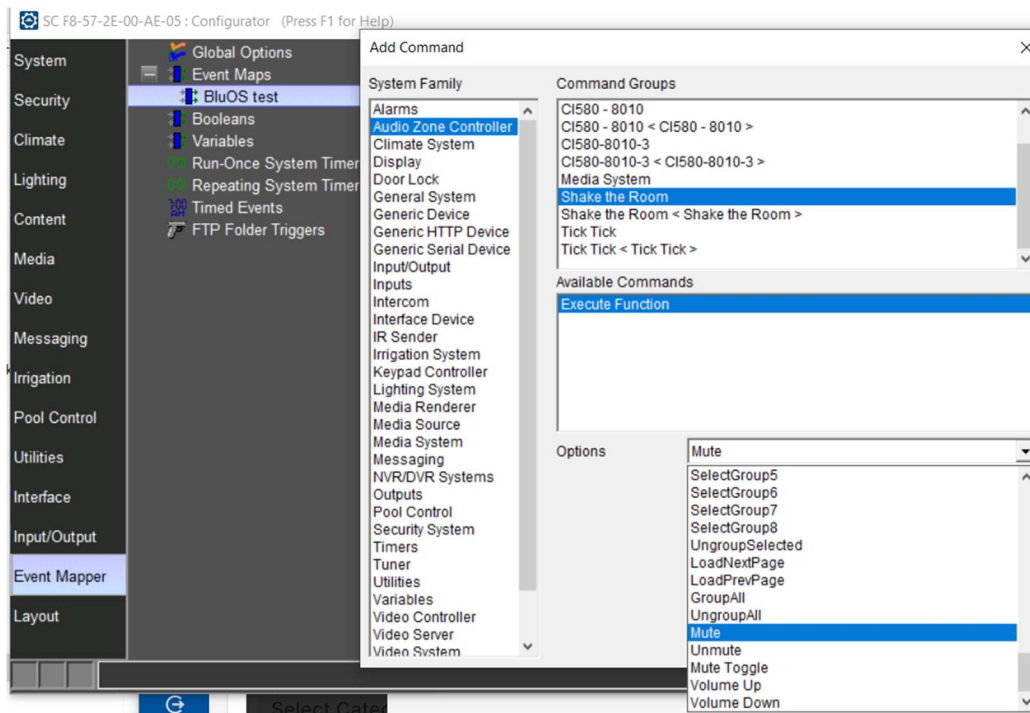 SC F8-57-2E-00-AE-05 : Configurator (Press F1 for Help)
System
Security
Climate
Lighting
Content
Media
Video
Messaging
Irrigation
Pool Control
Utilities
Interface
Input/Output
Event Mapper
Layout
Global Options
Event Maps
BluOS test
Booleans
Variables
Run-Once System Timer
Repeating System Timer
Timed Events
FTP Folder Triggers
Add Command
System Family
Alarms
Audio Zone Controller
Climate System
Display
Door Lock
General System
Generic Device
Generic HTTP Device
Generic Serial Device
Input/Output
Inputs
Intercom
Interface Device
IR Sender
Irrigation System
Keypad Controller
Lighting System
Media Renderer
Media Source
Media System
Messaging
NVR/DVR Systems
Outputs
Pool Control
Security System
Timers
Tuner
Utilities
Variables
Video Controller
Video Server
Video System
Command Groups
CI580 - 8010
CI580 - 8010 < CI580 - 8010 >
CI580-8010-3
CI580-8010-3 < CI580-8010-3 >
Media System
Shake the Room
Shake the Room < Shake the Room >
Tick Tick
Tick Tick < Tick Tick >
Available Commands
Execute Function
Options
Mute
SelectGroup5
SelectGroup6
SelectGroup7
SelectGroup8
UngroupSelected
LoadNextPage
LoadPrevPage
GroupAll
UngroupAll
Mute
Unmute
Mute Toggle
Volume Up
Volume Down
Select